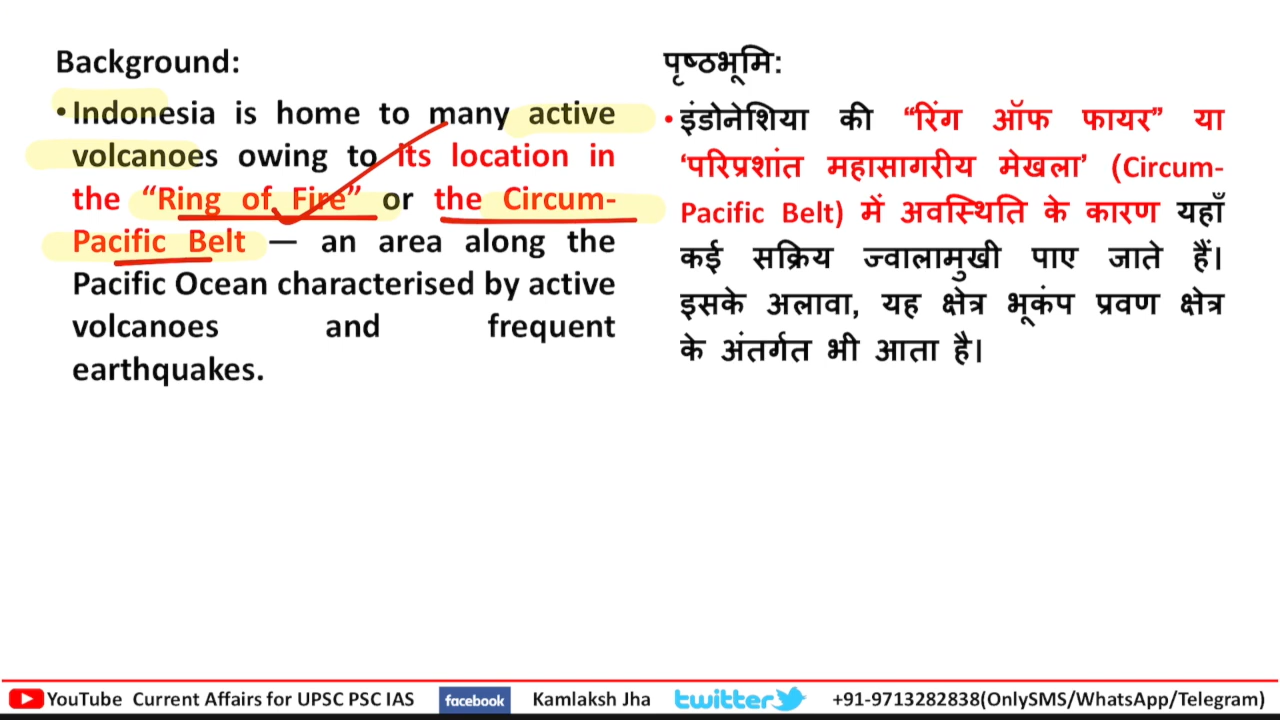 Background:
•Indonesia is home to many active
volcanoes owing to its location in
the “Ring of Fire” or the Circum-
Pacific Belt — an area along the
Pacific Ocean characterised by active
volcanoes and frequent
earthquakes.
पृष्ठभूमि:
•इंडोनेशिया की “रिंग ऑफ फायर” या
‘परिप्रशांत महासागरीय मेखला’ (Circum-
Pacific Belt) में अवस्थिति के कारण यहाँ
कई सक्रिय ज्वालामुखी पाए जाते हैं।
इसके अलावा, यह क्षेत्र भूकंप प्रवण क्षेत्र
के अंतर्गत भी आता है।
YouTube Current Affairs for UPSC PSC IAS facebook Kamlaksh Jha twitter +91-9713282838(OnlySMS/WhatsApp/Telegram)